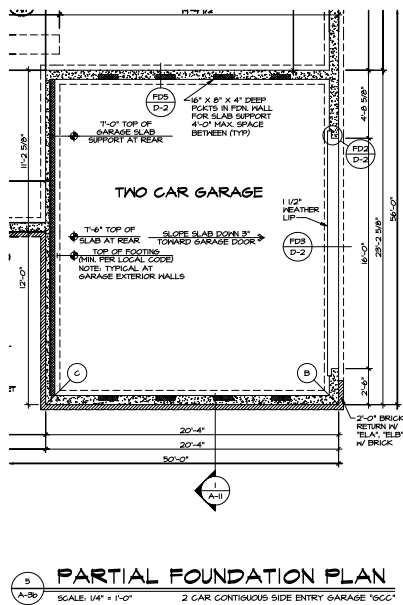 FD5
D-2
16" X 8" X 4" DEEP
PCKTS IN FDN. WALL
FOR SLAB SUPPORT
4'-0" MAX. SPACE
BETWEEN (TYP)
7'-0" TOP OF
GARAGE SLAB
SUPPORT AT REAR
4'-8 5/8"
FD2
D-2
11'-2 5/8"
TWO CAR GARAGE
1 1/2"
WEATHER
LIP
56'-0"
23'-2 5/8"
16'-0"
7'-6" TOP OF
SLAB AT REAR
SLOPE SLAB DOWN 3"
TOWARD GARAGE DOOR
FD3
D-2
TOP OF FOOTING
(MIN. PER LOCAL CODE)
NOTE: TYPICAL AT
GARAGE EXTERIOR WALLS
12'-0"
C
B
2'-6"
2'-0" BRICK
RETURN W/
"ELA", "ELB"
W/ BRICK
20'-4"
20'-4"
50'-0"
1
A-11
5
A-3b
PARTIAL FOUNDATION PLAN
SCALE: 1/4" = 1'-0"
2 CAR CONTIGUOUS SIDE ENTRY GARAGE "GCC"